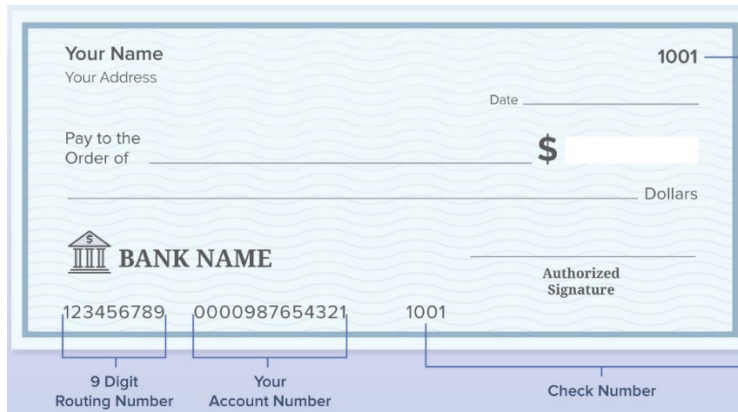 Your Name
1001
Your Address
Date
Pay to the
Order of
$
Dollars
$
BANK NAME
Authorized
Signature
123456789 0000987654321 1001
9 Digit
Routing Number
Your
Account Number
Check Number